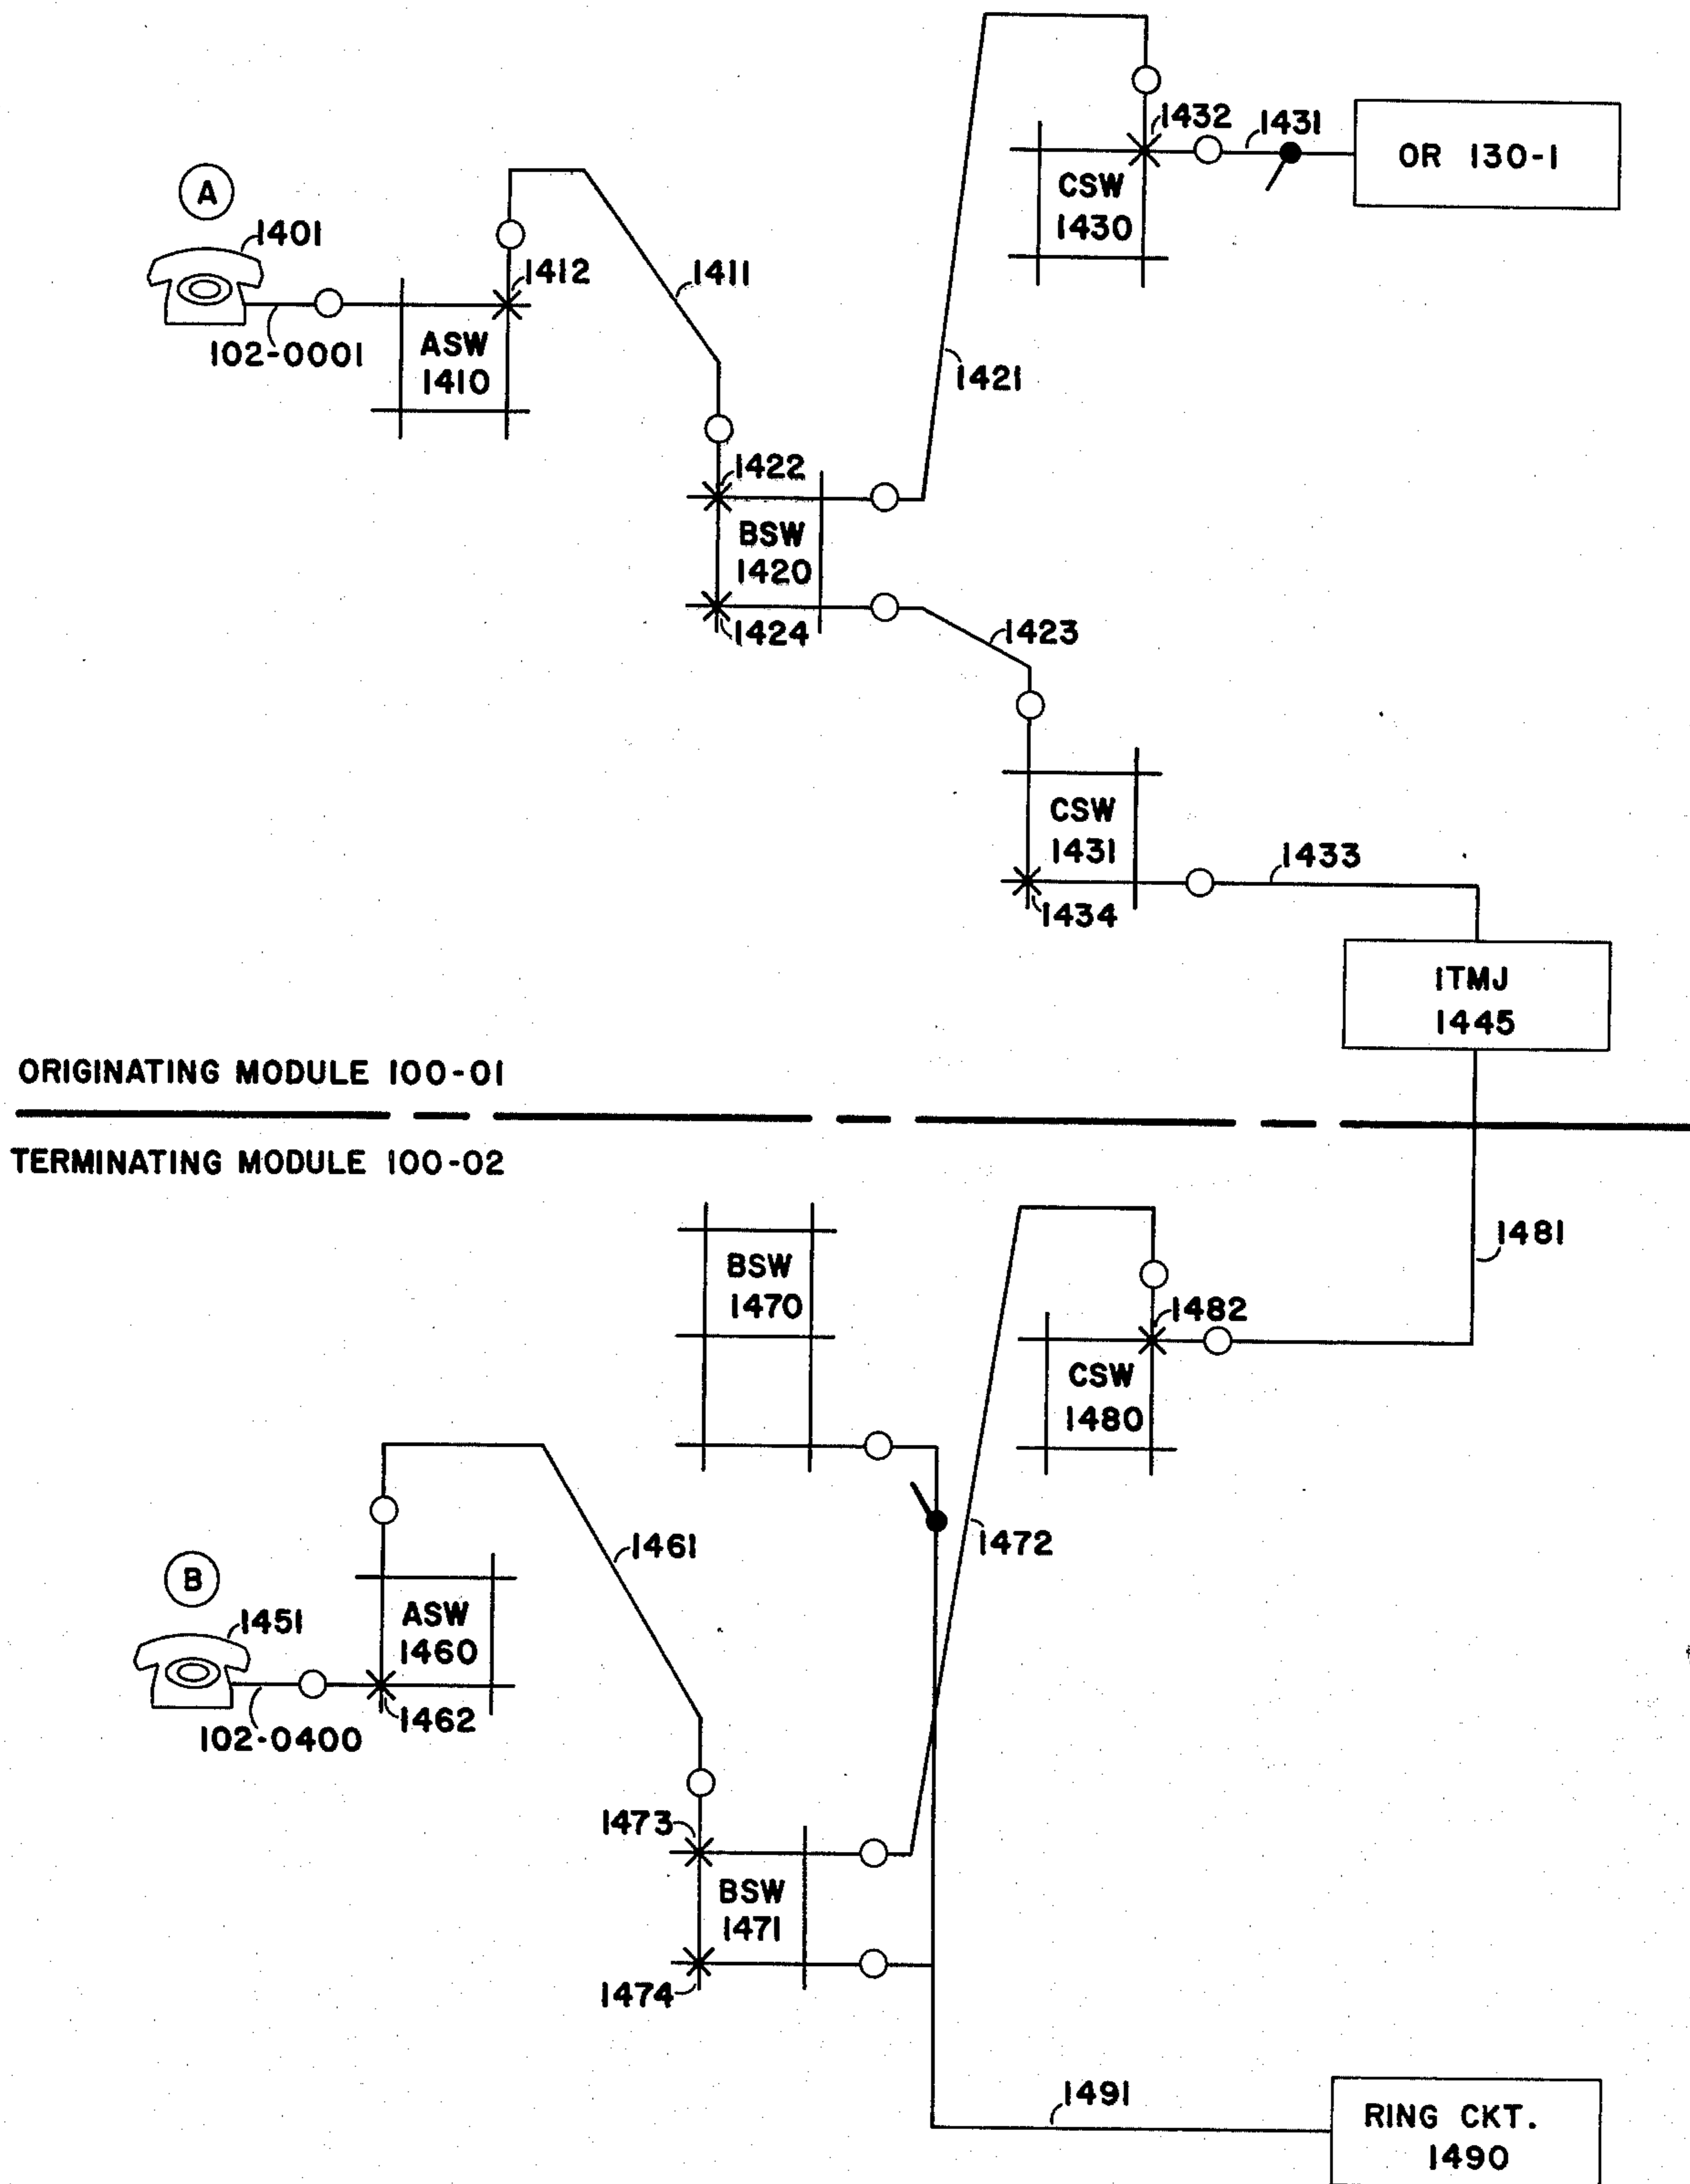 1432
1431
OR 130-1
A
CSW
1430
1401
1412
1411
102-0001
ASW
1410
1421
1422
BSW
1420
1424
1423
CSW
1431
1433
1434
ITMJ
1445
ORIGINATING MODULE 100-01
TERMINATING MODULE 100-02
1481
BSW
1470
1482
CSW
1480
1461
1472
B
1451
ASW
1460
1462
102-0400
1473
BSW
1471
1474
1491
RING CKT.
1490